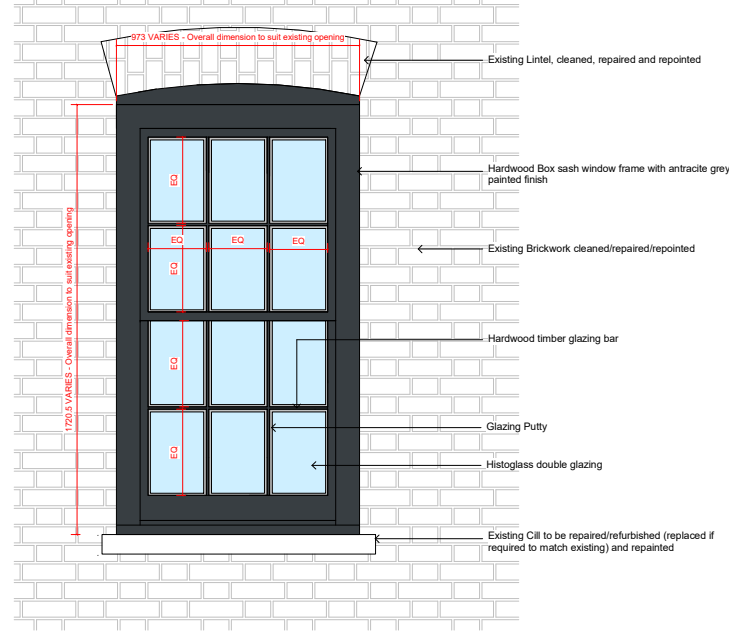 973 VARIES - Overall dimension to suit existing opening
Existing Lintel, cleaned, repaired and repointed
Hardwood Box sash window frame with antracite grey
painted finish
EQ
EQ
EQ
EQ
Existing Brickwork cleaned/repaired/repointed
EQ
1720.5 VARIES - Overall dimension to suit existing opening
EQ
Hardwood timber glazing bar
Glazing Putty
EQ
Histoglass double glazing
Existing Cill to be repaired/refurbished (replaced if
required to match existing) and repainted